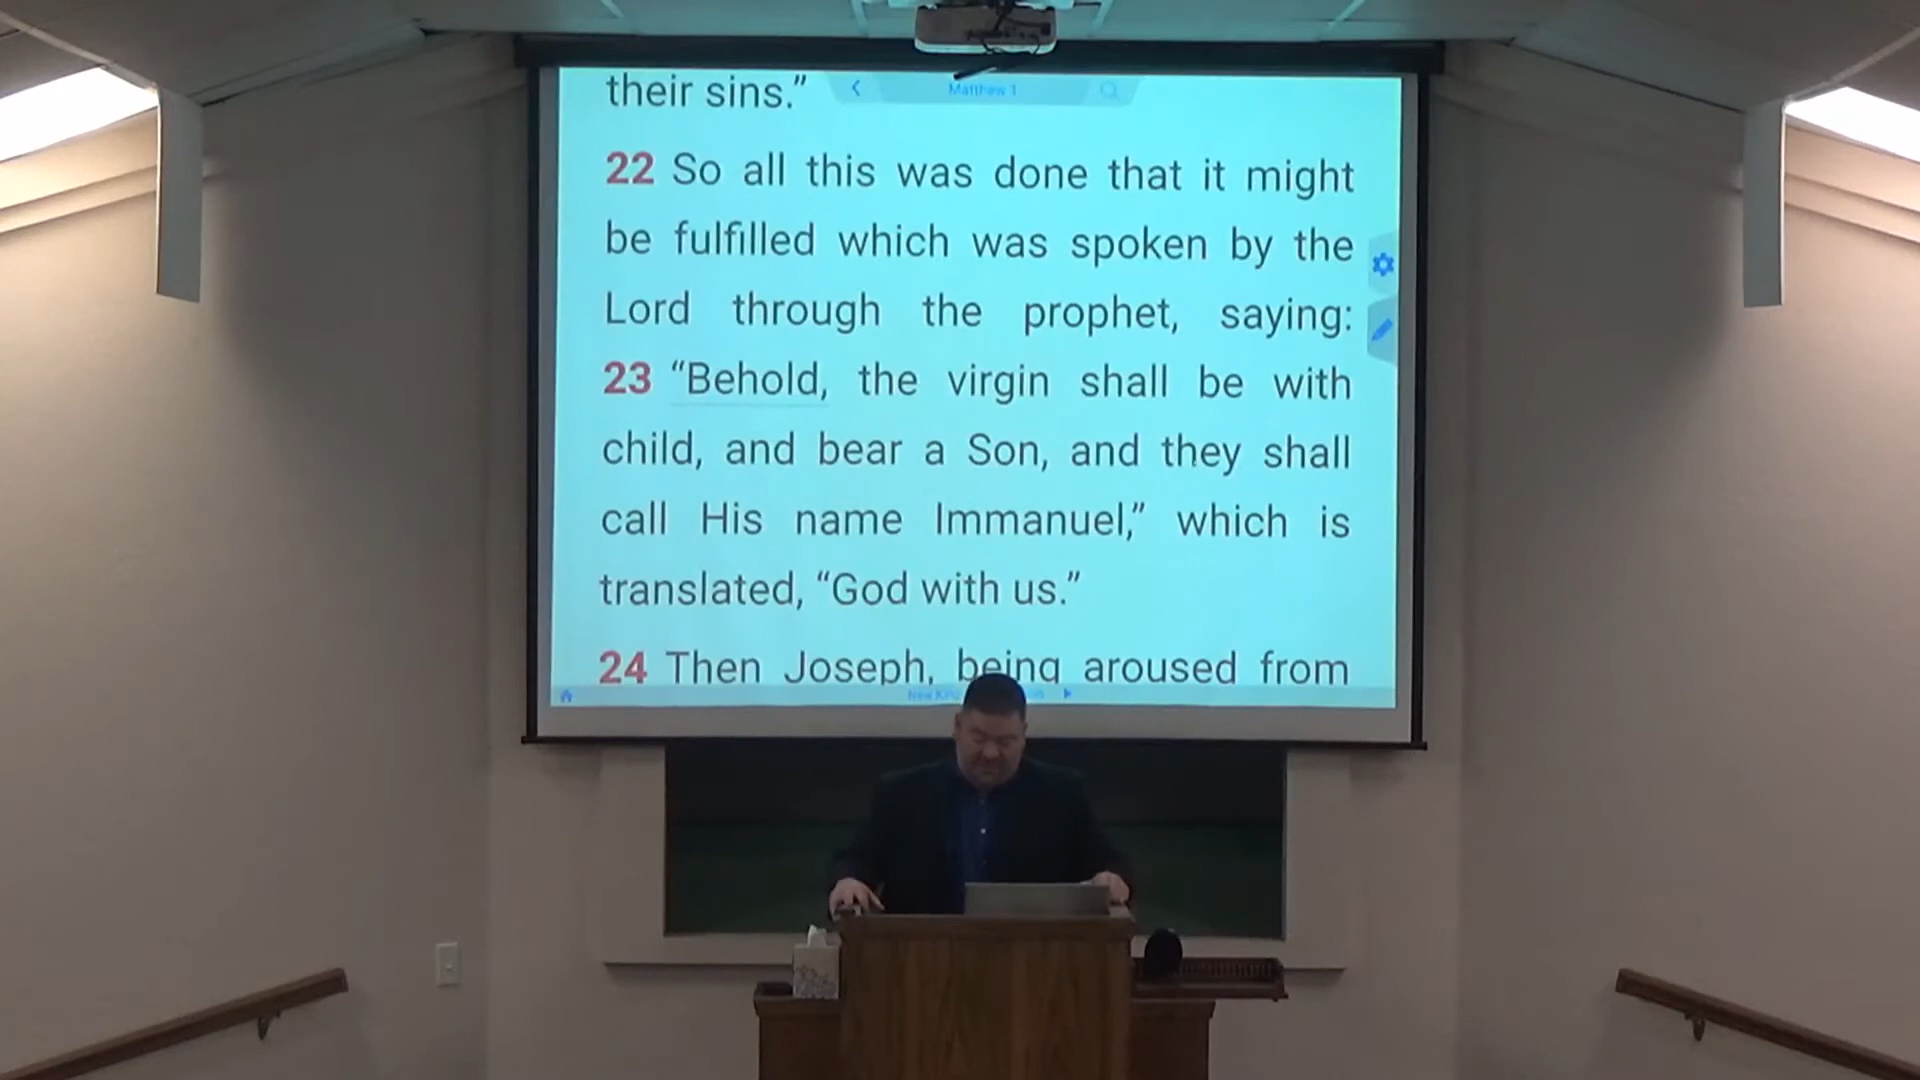 their sins.”
Matthew 1
22 So all this was done that it might
be fulfilled which was spoken by the
Lord through the prophet, saying:
23 “Behold, the virgin shall be with
child, and bear a Son, and they shall
call His name Immanuel,” which is
translated, “God with us.”
24 Then Joseph, being aroused from
New